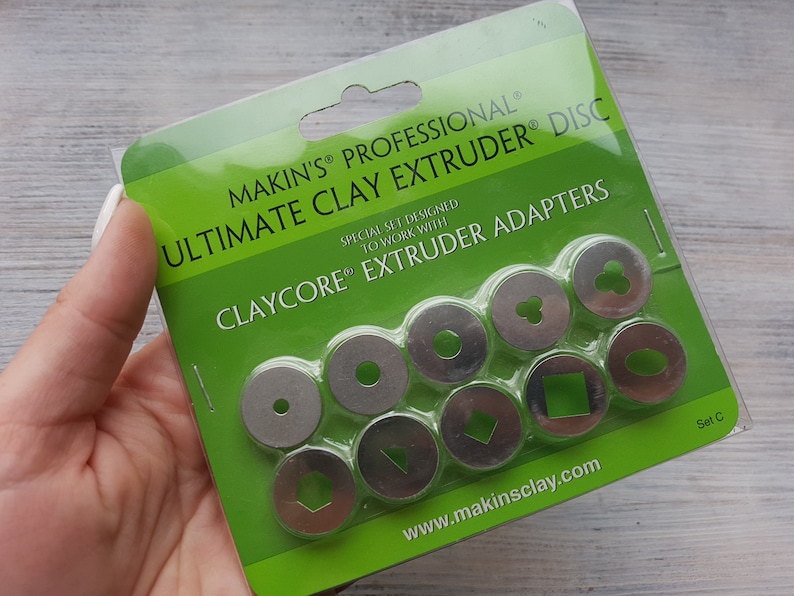 MAKIN'S® PROFESSIONAL®
ULTIMATE CLAY EXTRUDER® DISC
SPECIAL SET DESIGNED
TO WORK WITH
CLAYCORE® EXTRUDER ADAPTERS
Set C
www.makinsclay.com